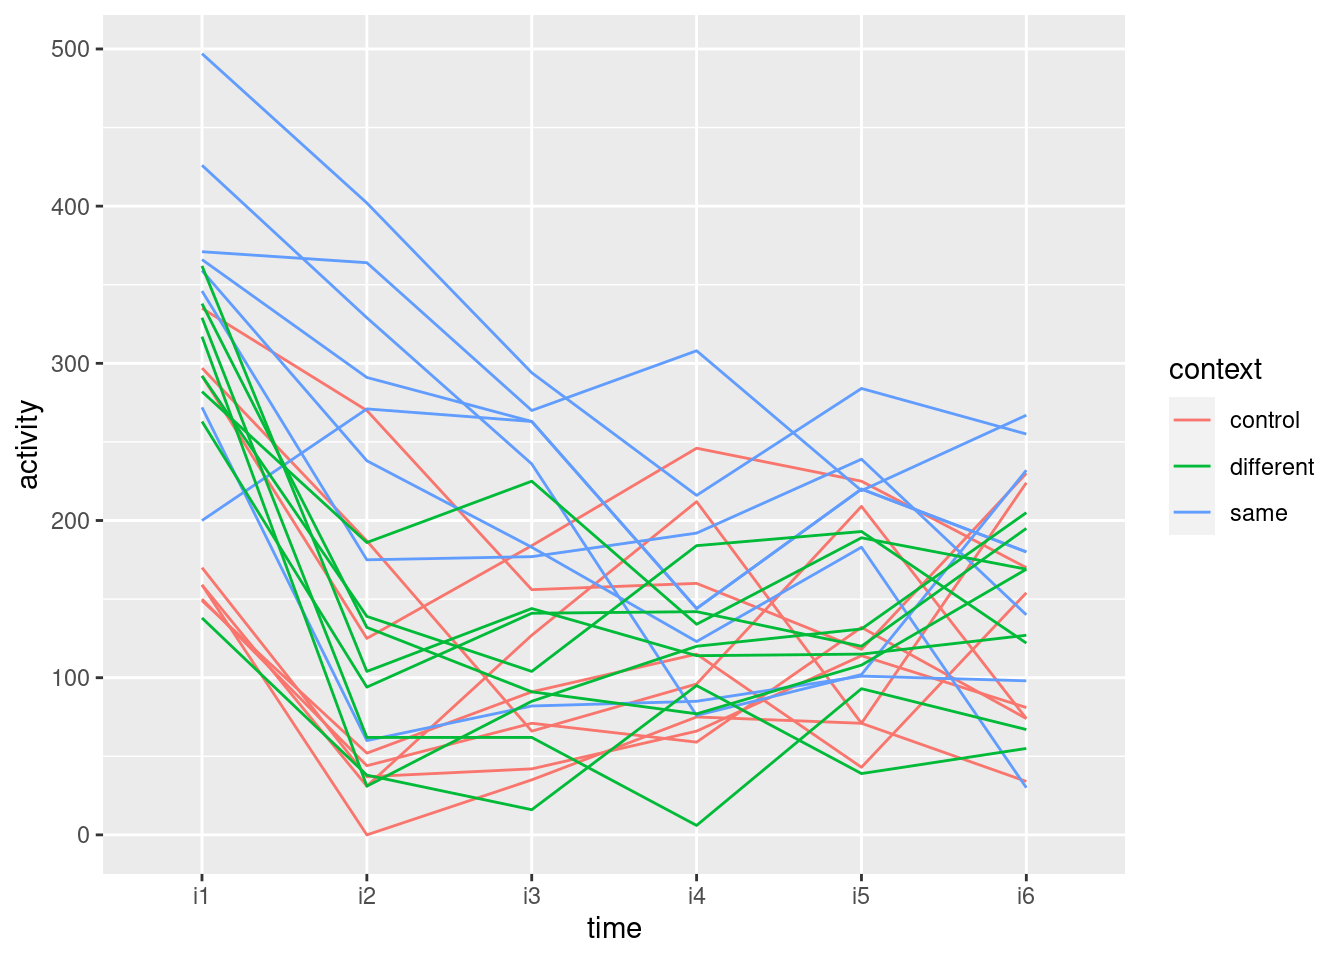 500
400
300
200
100
0
activity
i1 i2 i3 i4 i5 i6
time
context
control
different
same